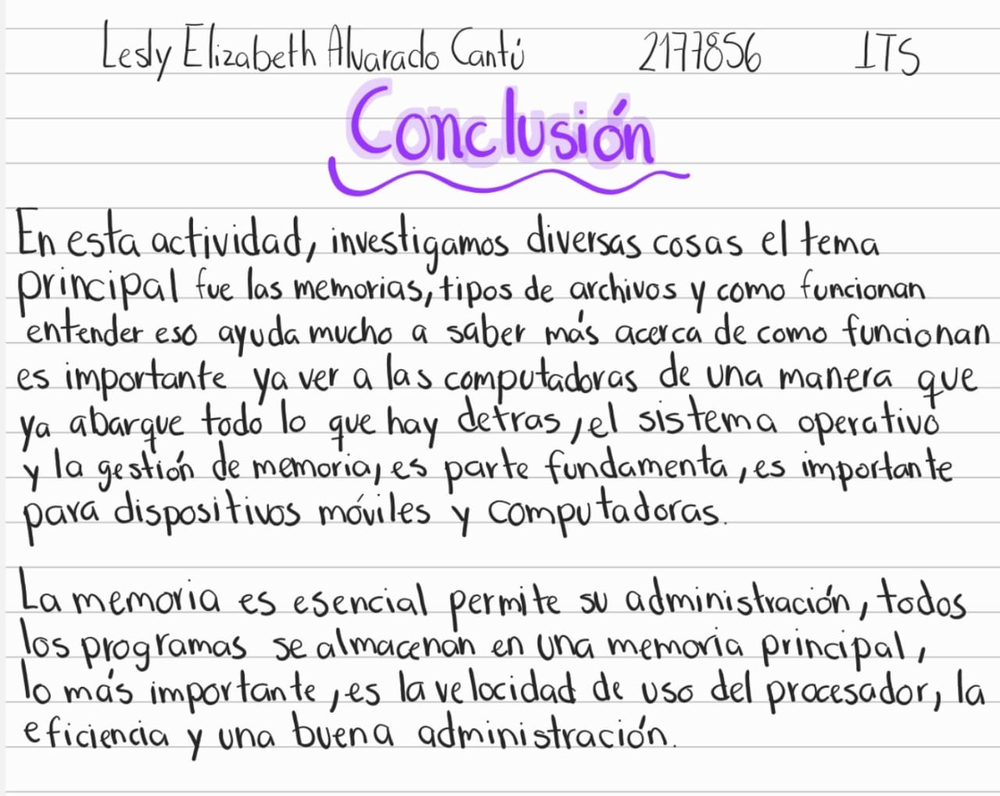 Lesly Elizabeth Alvarado Cantú 2177856 ITS
Conclusión
En esta actividad, investigamos diversas cosas el tema
principal fue las memorias, tipos de archivos y como funcionan
entender eso ayuda mucho a saber más acerca de como funcionan
es importante ya ver a las computadoras de una manera que
ya abarque todo lo que hay detras, el sistema operativo
y la gestión de memoria, es parte fundamenta, es importante
para dispositivos móviles y computadoras.
La memoria es esencial permite su administración, todos
los programas se almacenan en una memoria principal,
lo más importante, es la velocidad de uso del procesador, la
eficiencia y una buena administración.